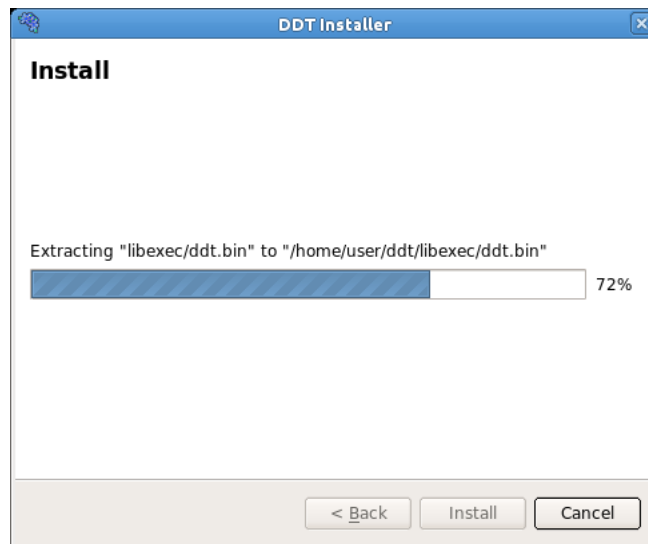 DDT Installer
Install
Extracting "libexec/ddt.bin" to "/home/user/ddt/libexec/ddt.bin"
72%
< Back Install Cancel